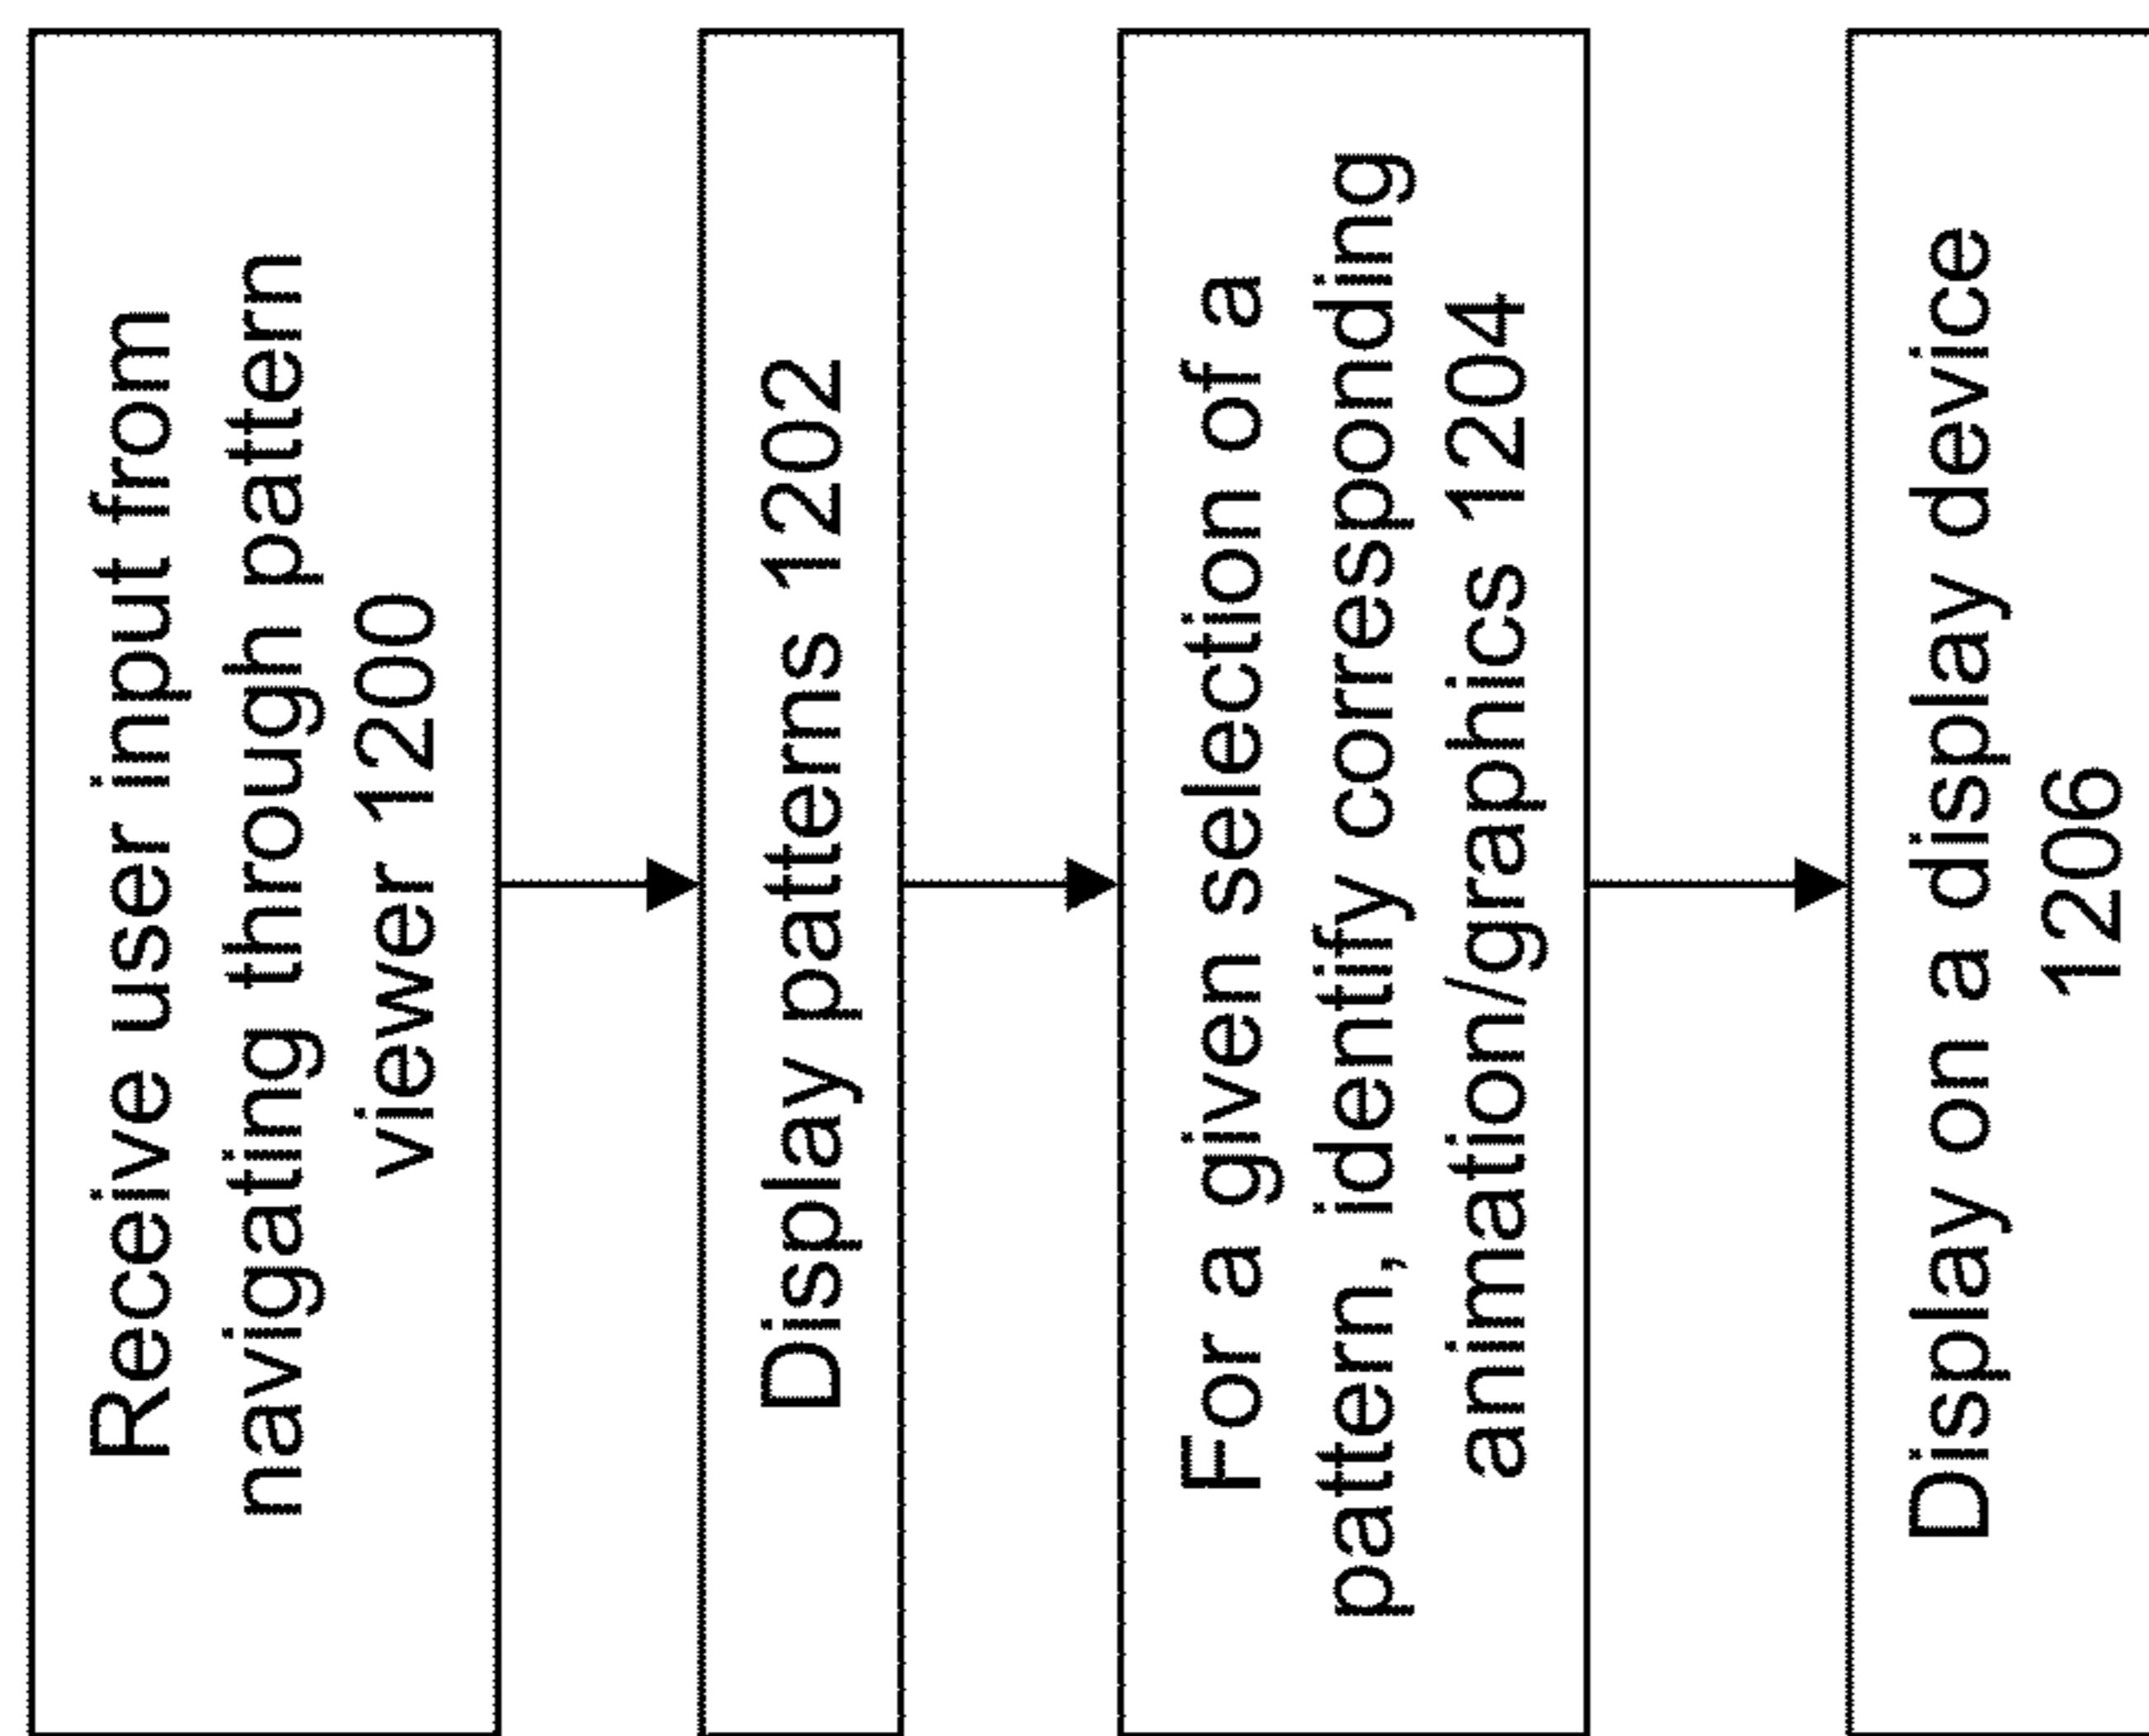 Receive user input from
navigating through pattern
viewer 1200
Display patterns 1202
For a given selection of a
pattern, identify corresponding
animation/graphics 1204
Display on a display device
1206